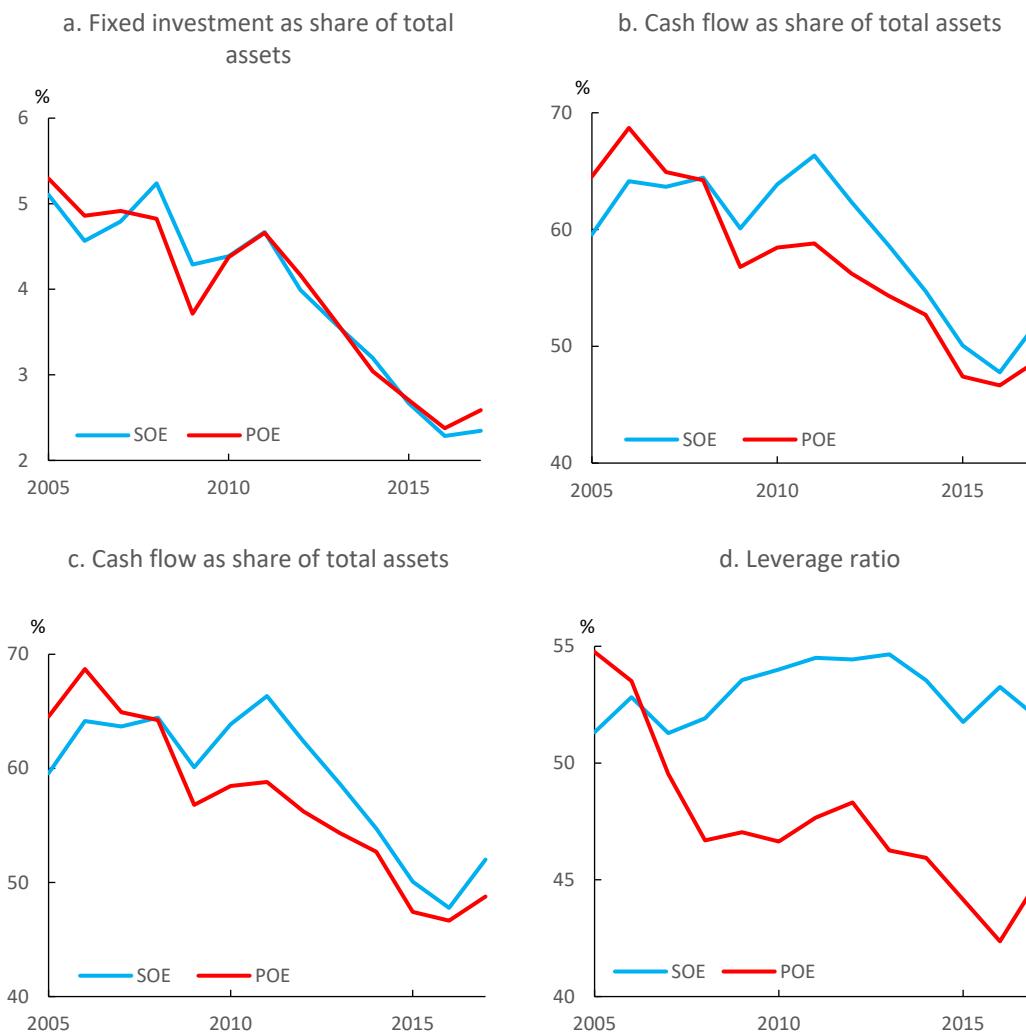 a. Fixed investment as share of total
assets
%
6
5
4
3
2
2005 2010 2015
SOE POE
b. Cash flow as share of total assets
%
70
60
50
40
2005 2010 2015
SOE POE
c. Cash flow as share of total assets
%
70
60
50
40
2005 2010 2015
SOE POE
d. Leverage ratio
%
55
50
45
40
2005 2010 2015
SOE POE